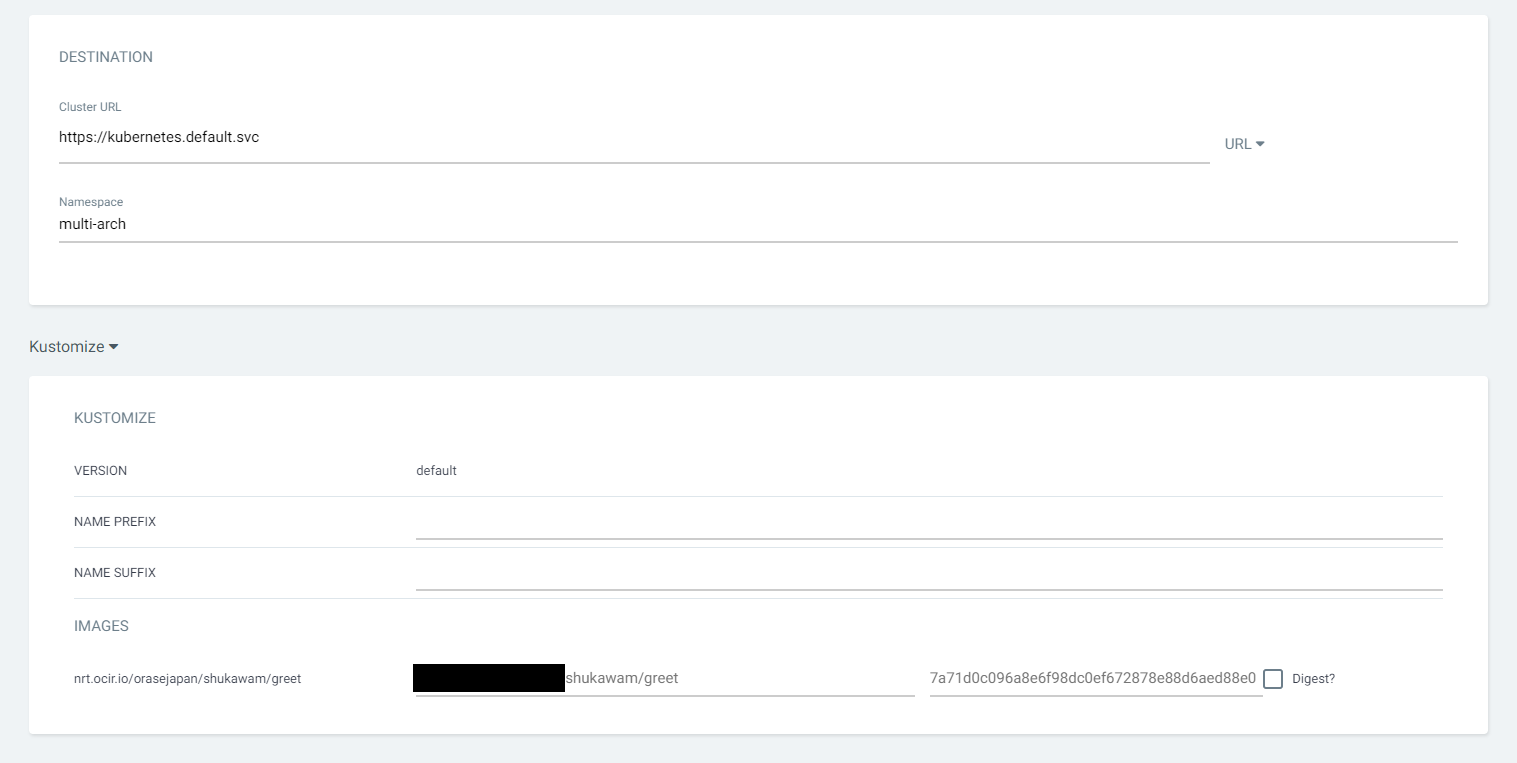 DESTINATION
Cluster URL
https://kubernetes.default.svc
URL
Namespace
multi-arch
Kustomize
KUSTOMIZE
VERSION default
NAME PREFIX
NAME SUFFIX
IMAGES
nrt.ocir.io/orasejapan/shukawam/greet shukawam/greet 7a71d0c096a8e6f98dc0ef672878e88d6aed88e0 Digest?